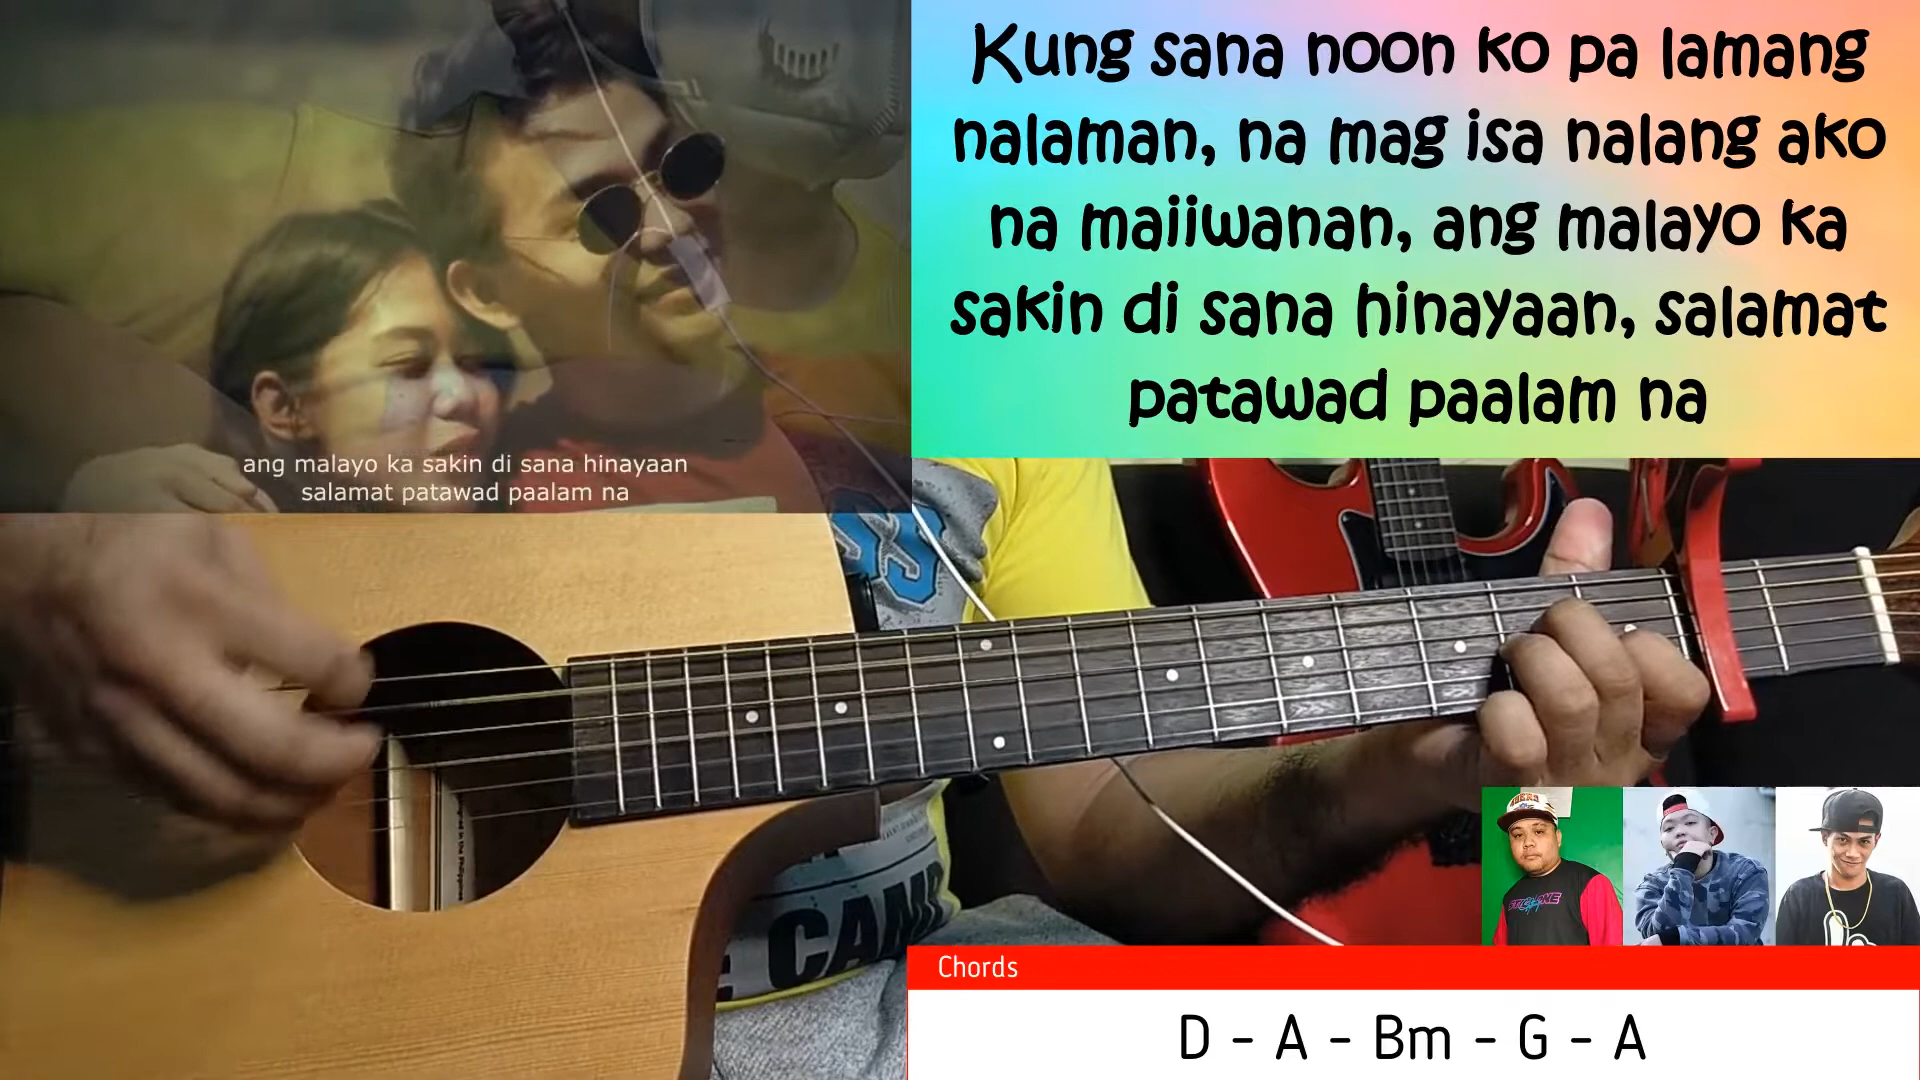 Kung sana noon ko pa lamang
nalaman, na mag isa nalang ako
na maiiwanan, ang malayo ka
sakin di sana hinayaan, salamat
patawad paalam na
ang malayo ka sakin di sana hinayaan
salamat patawad paalam na
CAMP
Chords
D - A - Bm - G - A